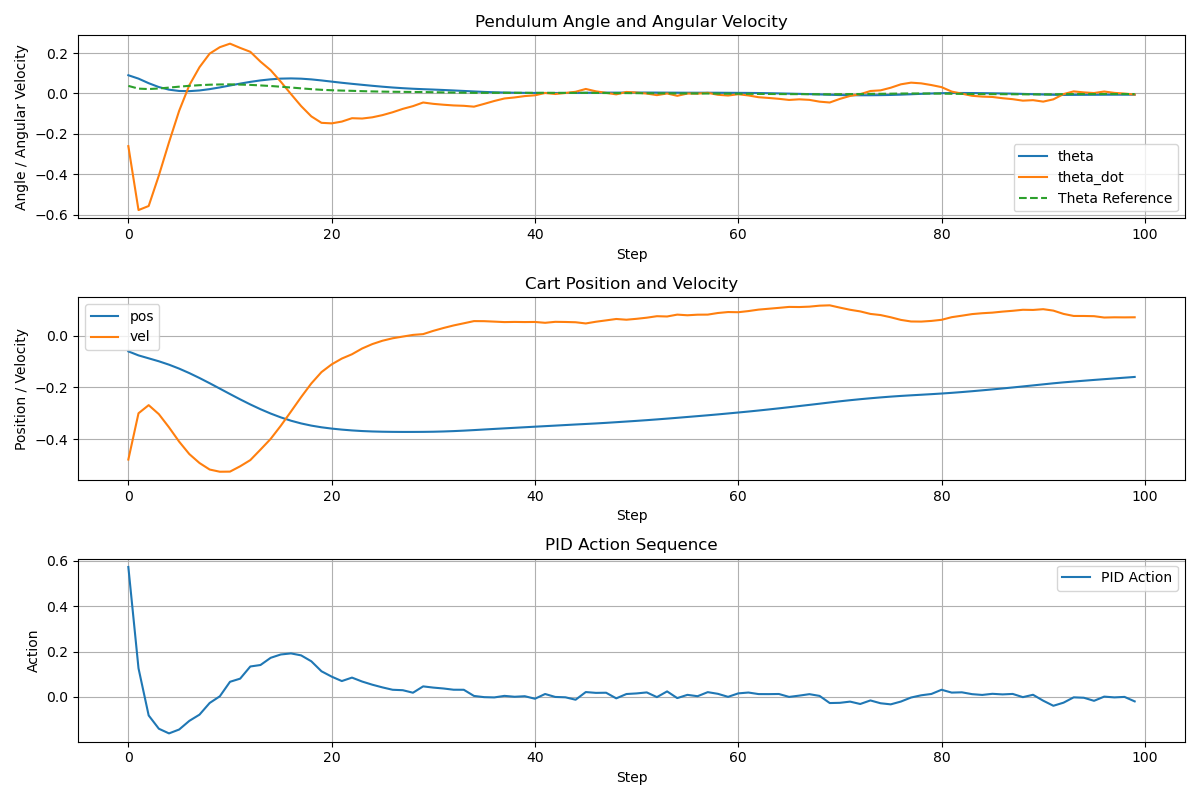 Pendulum Angle and Angular Velocity
Angle / Angular Velocity
0.2
0.0
−0.2
−0.4
−0.6
theta
theta_dot
Theta Reference
0 20 40 60 80 100
Step
Cart Position and Velocity
Position / Velocity
0.0
−0.2
−0.4
pos
vel
0 20 40 60 80 100
Step
PID Action Sequence
Action
0.6
0.4
0.2
0.0
PID Action
0 20 40 60 80 100
Step